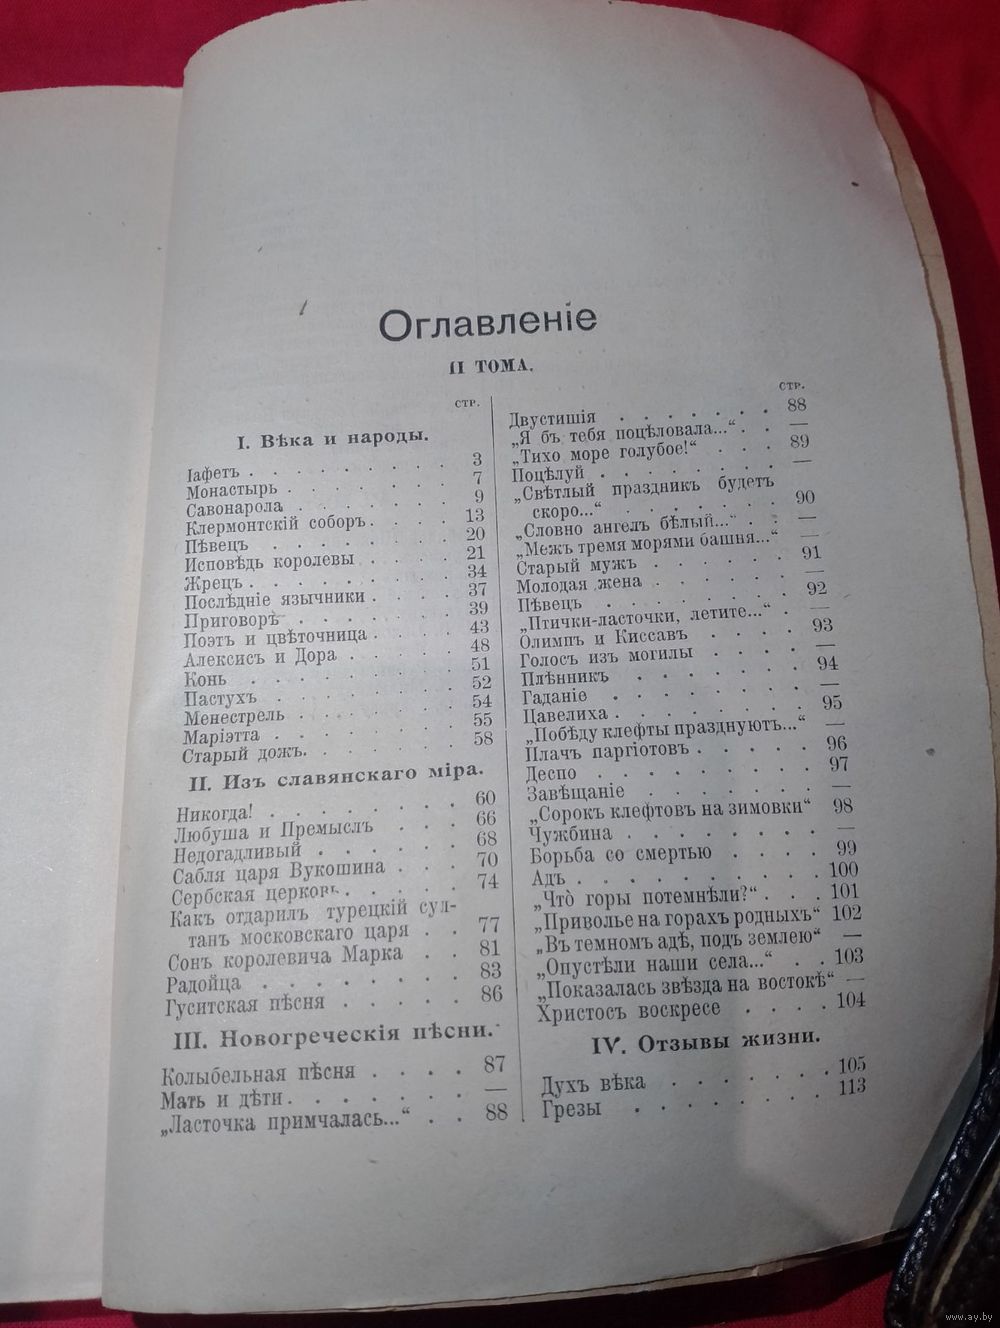 Оглавленіе
II ТОМА.
СТР.
I. Вѣка и народы.
Іафетъ . . . . . . . . . 3
Монастырь . . . . . . . 7
Савонарола . . . . . . . 9
Клермонтскій соборъ . . . . 13
Пѣвецъ . . . . . . . . 20
Исповѣдь королевы . . . . 21
Жрецъ . . . . . . . . . 34
Послѣдніе язычники . . . . 37
Приговоръ . . . . . . . 39
Поэтъ и цвѣточница . . . . 43
Алексисъ и Дора . . . . . 48
Конь . . . . . . . . . 51
Пастухъ . . . . . . . . 52
Менестрель . . . . . . . 54
Маріэтта . . . . . . . . 55
Старый дожъ. . . . . . . 58
II. Изъ славянскаго міра.
Никогда! . . . . . . . . 60
Любуша и Премыслъ . . . 66
Недогадливый . . . . . . 68
Сабля царя Вукошина . . . 70
Сербская церковь . . . . . 74
Какъ отдарилъ турецкій сул-
танъ московскаго царя . . 77
Сонъ королевича Марка . . 81
Радойца . . . . . . . . 83
Гуситская пѣсня . . . . . 86
III. Новогреческія пѣсни.
Колыбельная пѣсня . . . . 87
Мать и дѣти . . . . . . . —
„Ласточка примчалась...“ . . 88
СТР.
Двустишія . . . . . . . 88
„Я бъ тебя поцѣловала...“ . . —
„Тихо море голубое!“ . . . 89
Поцѣлуй . . . . . . . . —
„Свѣтлый праздникъ будетъ
скоро...“ . . . . . . . 90
„Словно ангелъ бѣлый...“ . . —
„Межъ тремя морями башня...“ —
Старый мужъ . . . . . . 91
Молодая жена . . . . . . —
Пѣвецъ . . . . . . . . 92
„Птички-ласточки, летите...“ . —
Олимпъ и Киссавъ . . . . 93
Голосъ изъ могилы . . . . —
Плѣнникъ . . . . . . . 94
Гаданіе . . . . . . . . —
Цавелиха . . . . . . . . 95
„Побѣду клефты празднуютъ...“ —
Плачъ паргіотовъ . . . . . 96
Деспо . . . . . . . . . 97
Завѣщаніе . . . . . . . —
„Сорокъ клефтовъ на зимовки“ 98
Чужбина . . . . . . . . —
Борьба со смертью . . . . 99
Адъ . . . . . . . . . . 100
„Что̀ горы потемнѣли?“ . . . 101
„Приволье на горахъ родныхъ“ 102
„Въ темномъ адѣ, подъ землею“ —
„Опустѣли наши села...“ . . 103
„Показалась звѣзда на востокѣ“ —
Христосъ воскресе . . . . 104
IV. Отзывы жизни.
Духъ вѣка . . . . . . . 105
Грезы . . . . . . . . 113
www.ay.by